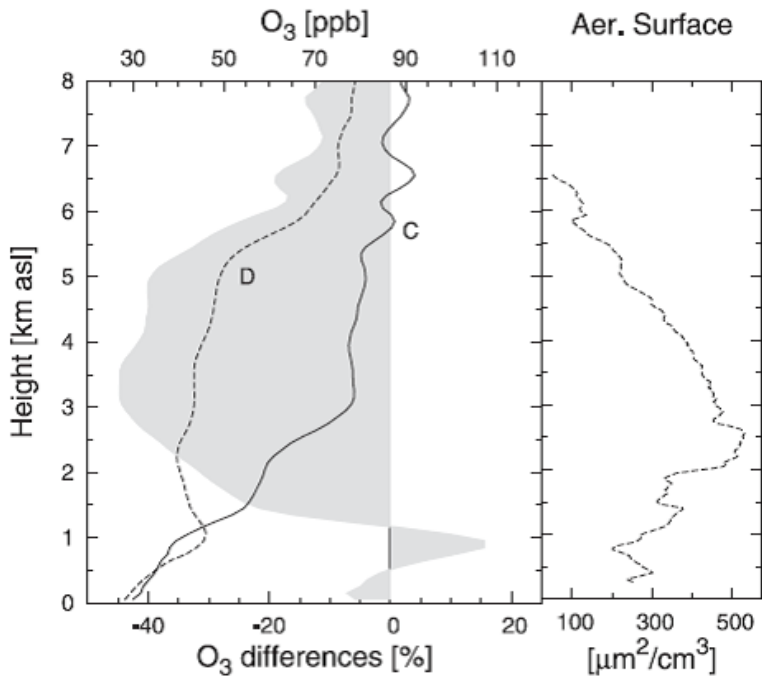 O3 [ppb]
Aer. Surface
30 50 70 90 110
8
7
6
5
4
3
2
1
0
Height [km asl]
C
D
-40 -20 0 20
100 300 500
O3 differences [%]
[μm²/cm³]